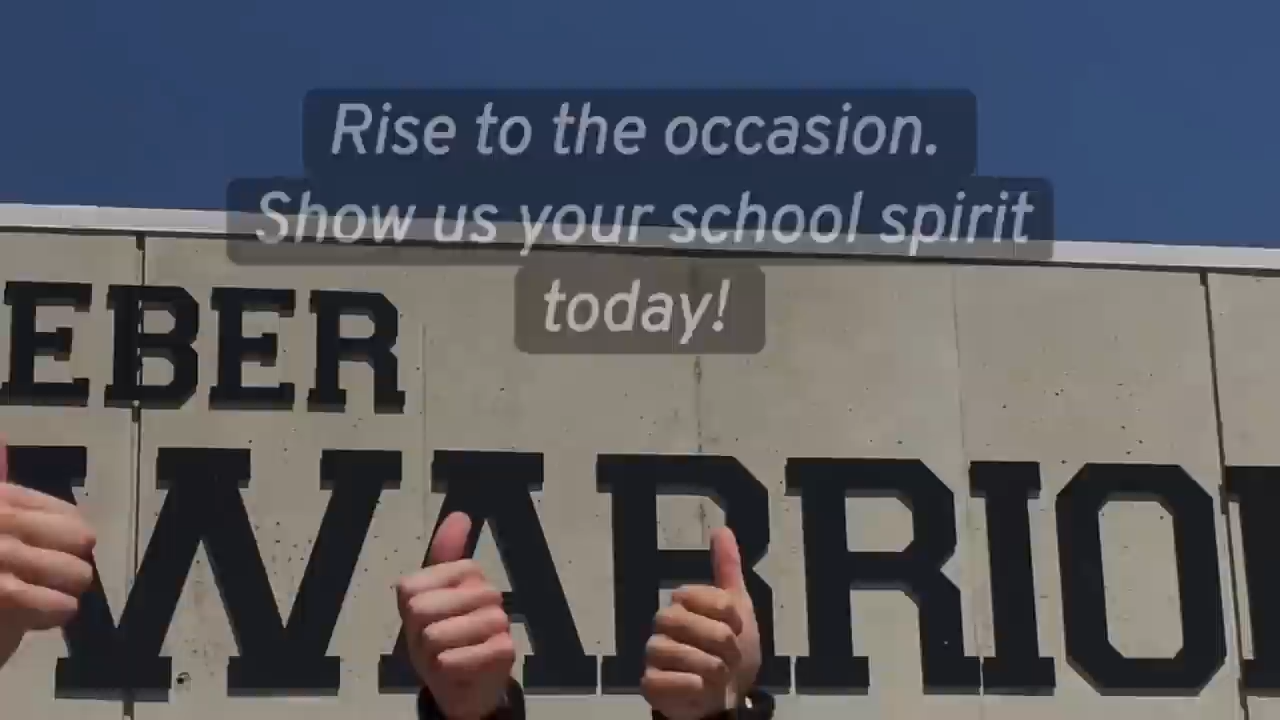 Rise to the occasion.
Show us your school spirit
today!
EBER
WARRIO